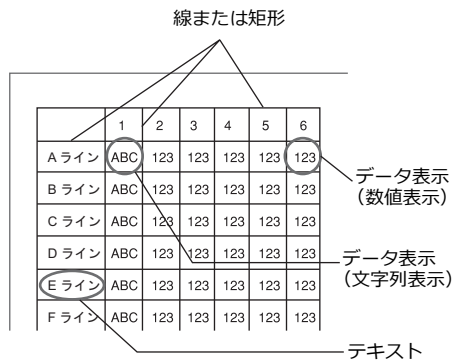 線または矩形
1 2 3 4 5 6
Aライン ABC 123 123 123 123 123
Bライン ABC 123 123 123 123 123
Cライン ABC 123 123 123 123 123
Dライン ABC 123 123 123 123 123
Eライン ABC 123 123 123 123 123
Fライン ABC 123 123 123 123 123
データ表示
（数値表示）
データ表示
（文字列表示）
テキスト